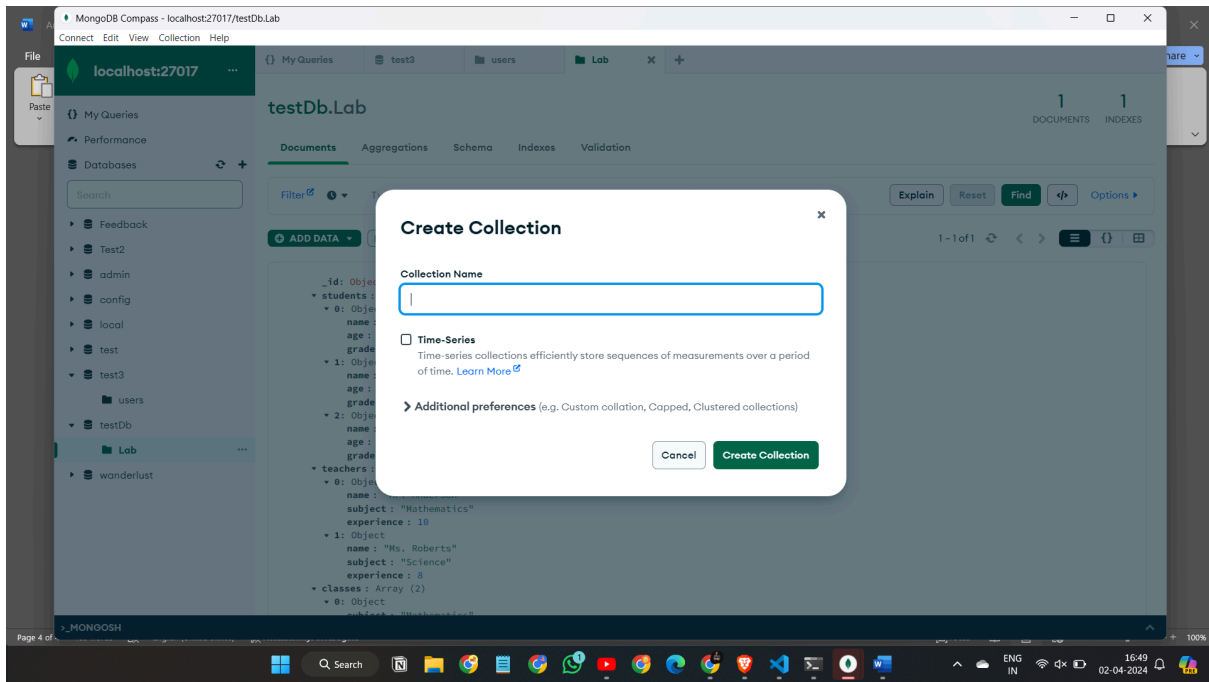 MongoDB Compass - localhost:27017/testDb.Lab
Connect Edit View Collection Help
File
Paste
localhost:27017 ...
{} My Queries
test3
users
Lab
My Queries
Performance
Databases
Search
Feedback
Test2
admin
config
local
test
test3
users
testDb
Lab ...
wanderlust
testDb.Lab
1 DOCUMENTS
1 INDEXES
Documents Aggregations Schema Indexes Validation
Filter
Explain Reset Find </> Options
ADD DATA
1 – 1 of 1
_id: Objec
students :
0: Obje
name :
age :
grade
1: Obje
name
age :
grade
2: Obje
name
age :
grade
teachers :
0: Obje
name :
subject : "Mathematics"
experience : 10
1: Object
name : "Ms. Roberts"
subject : "Science"
experience : 8
classes : Array (2)
0: Object
Create Collection
Collection Name
Time-Series
Time-series collections efficiently store sequences of measurements over a period
of time. Learn More
Additional preferences (e.g. Custom collation, Capped, Clustered collections)
Cancel Create Collection
>_MONGOSH
Page 4 of
100%
Search
ENG
IN
16:49
02-04-2024